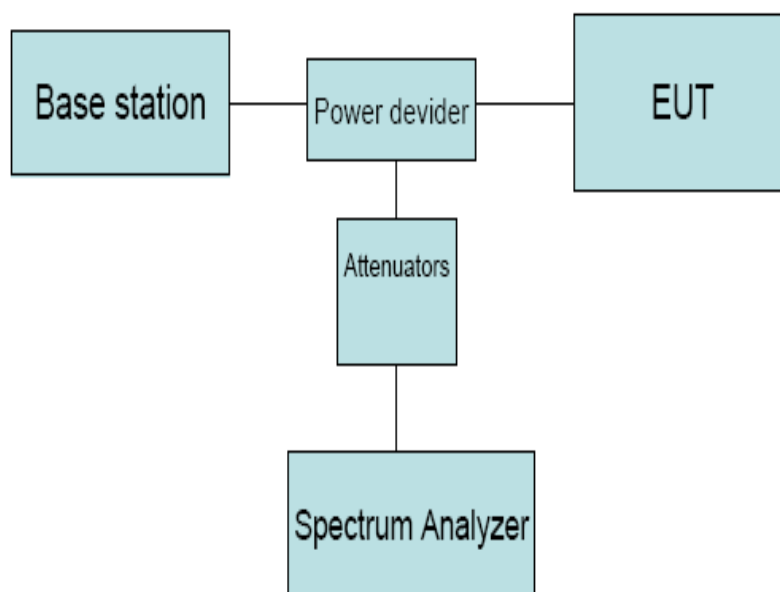 Base station
Power devider
EUT
Attenuators
Spectrum Analyzer